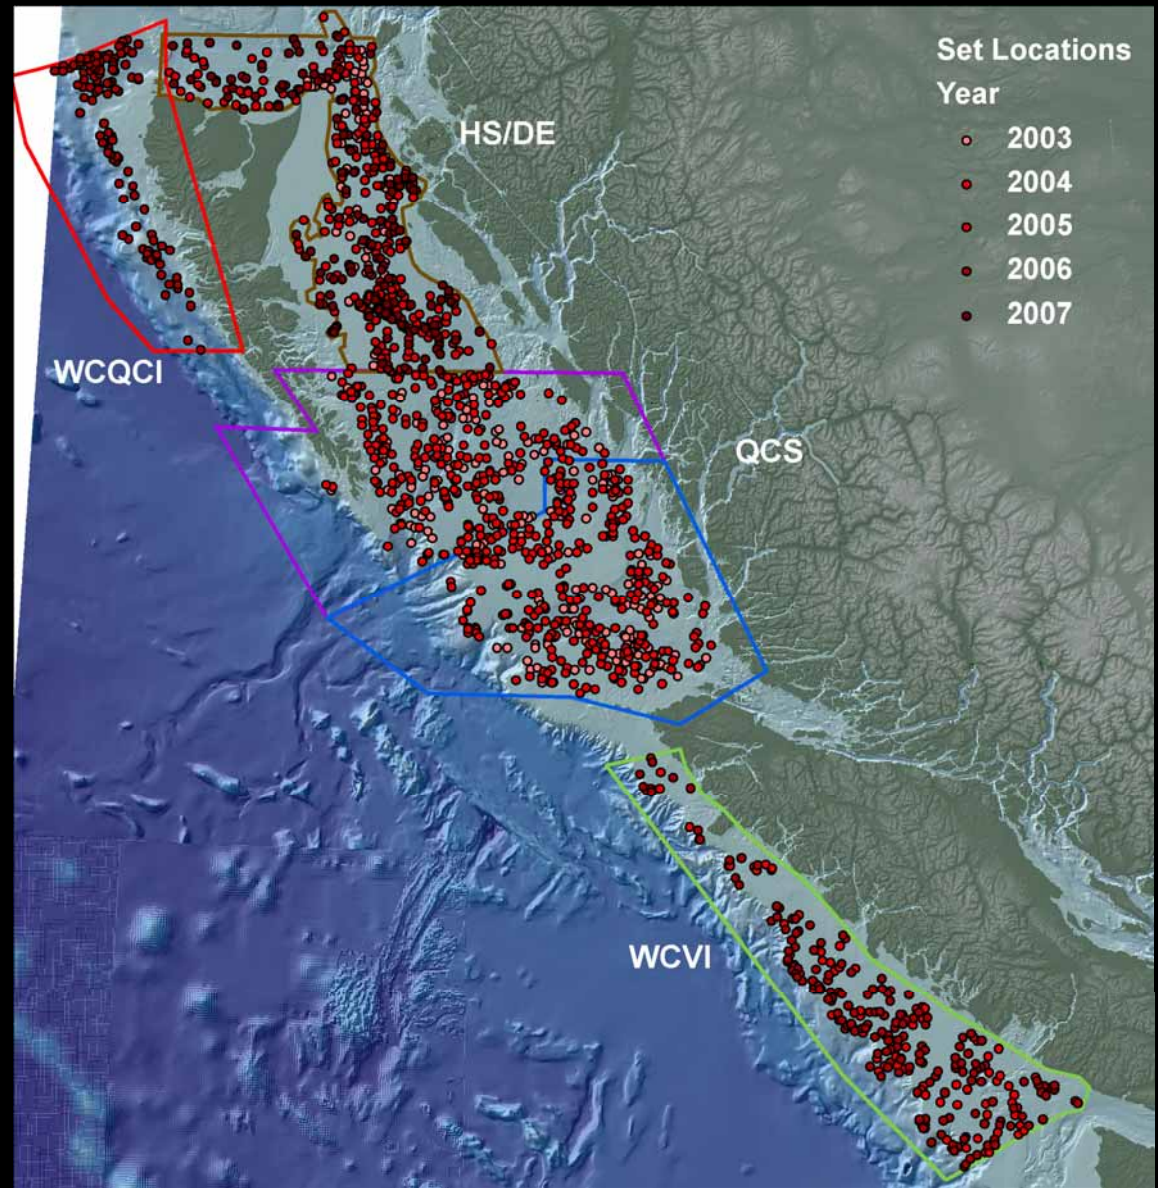 Set Locations
Year
2003
2004
2005
2006
2007
HS/DE
WCQCI
QCS
WCVI